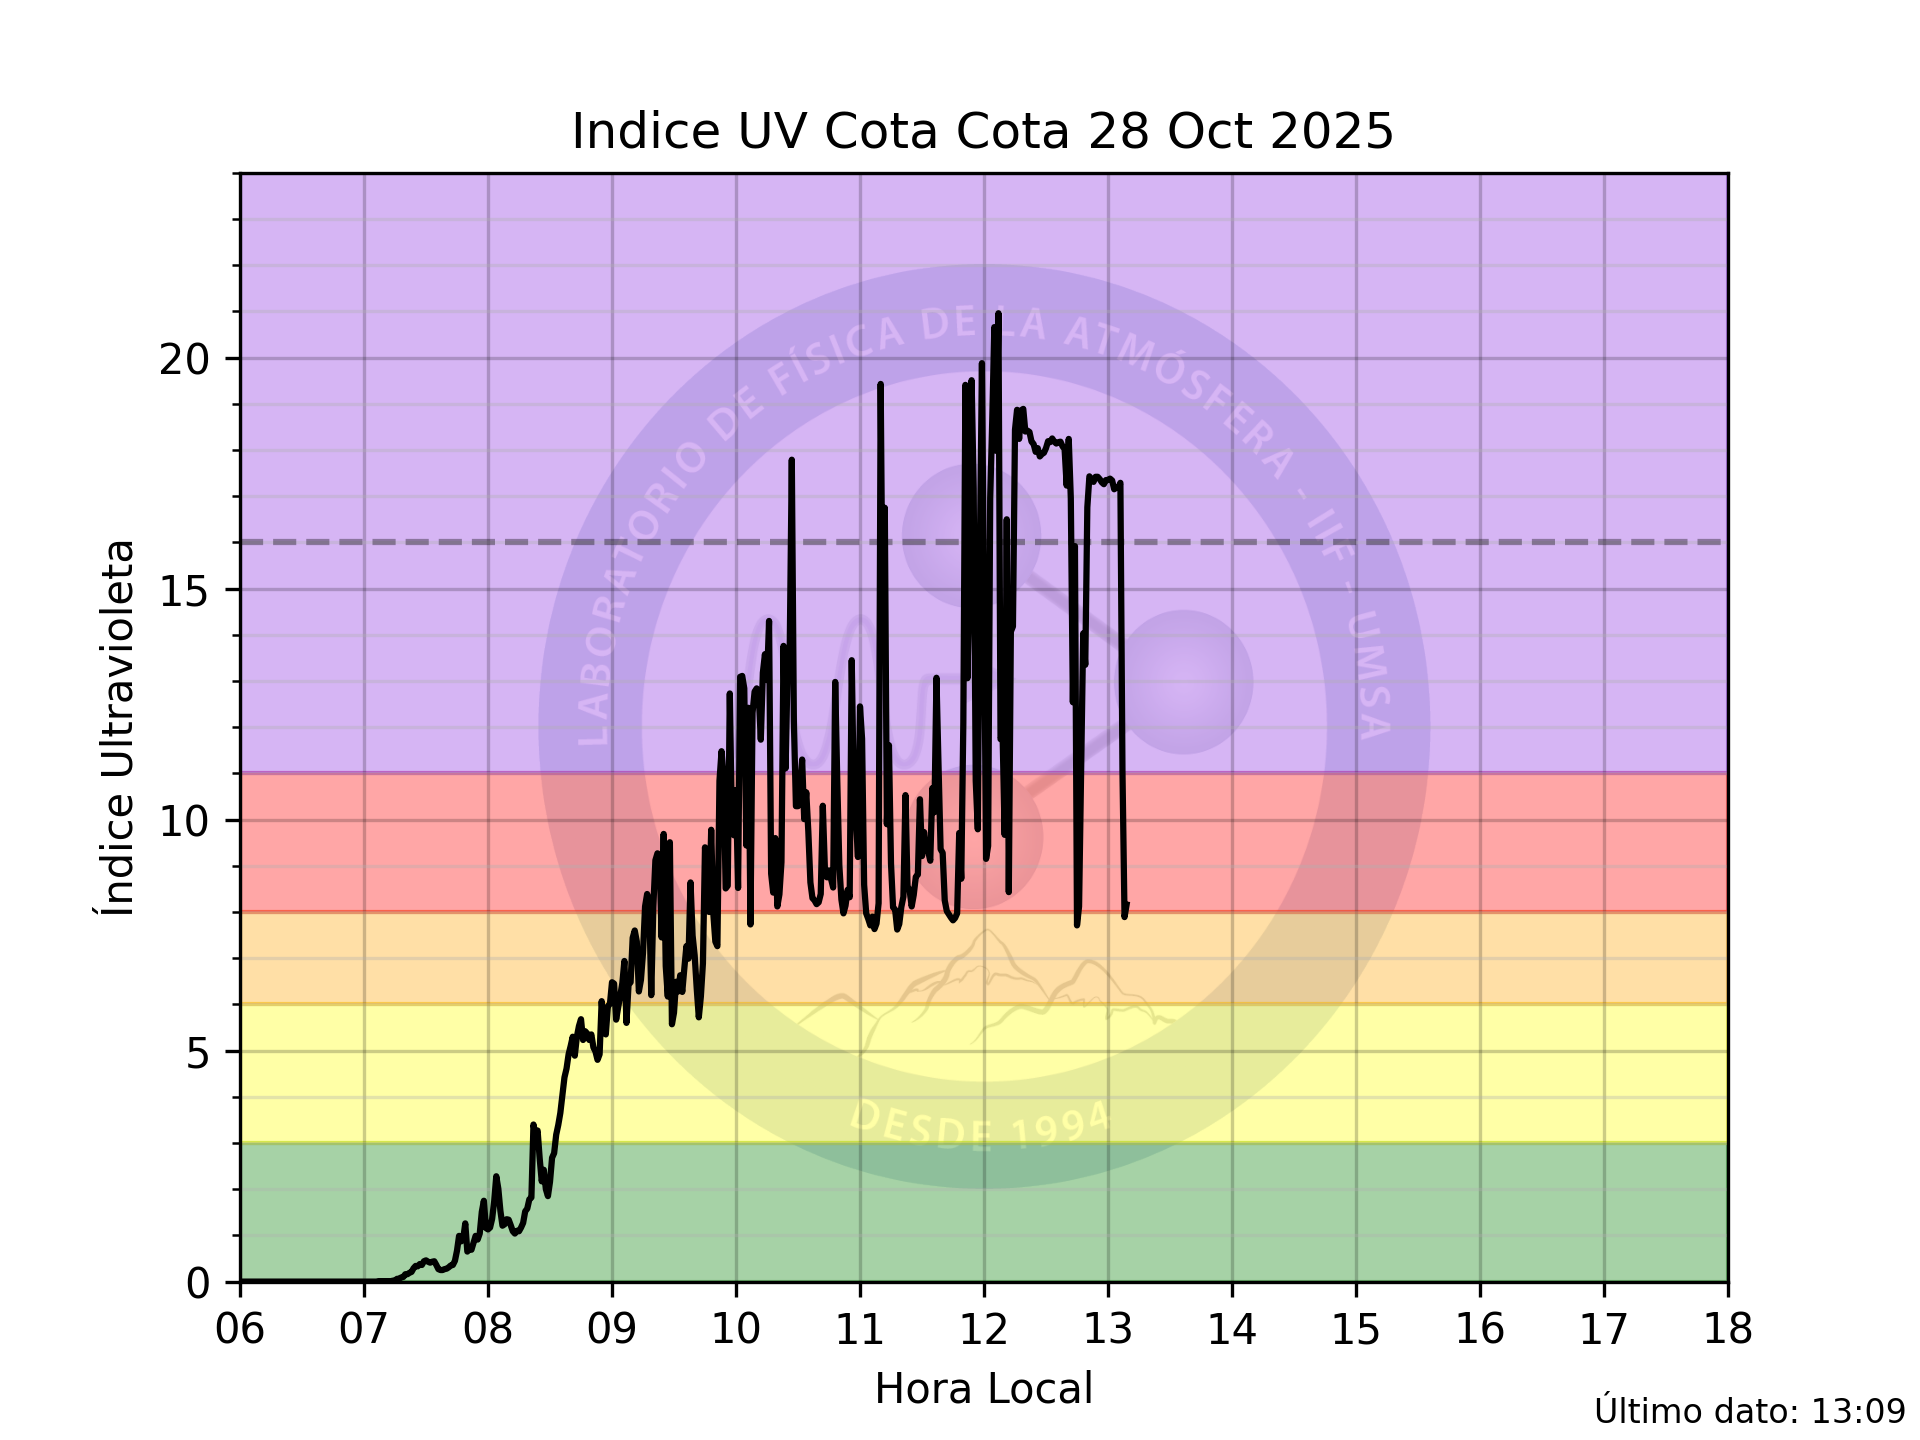 Indice UV Cota Cota 28 Oct 2025
20
15
10
5
0
Índice Ultravioleta
LABORATORIO DE FÍSICA DE LA ATMÓSFERA - IIF - UMSA
DESDE 1994
06 07 08 09 10 11 12 13 14 15 16 17 18
Hora Local
Último dato: 13:09